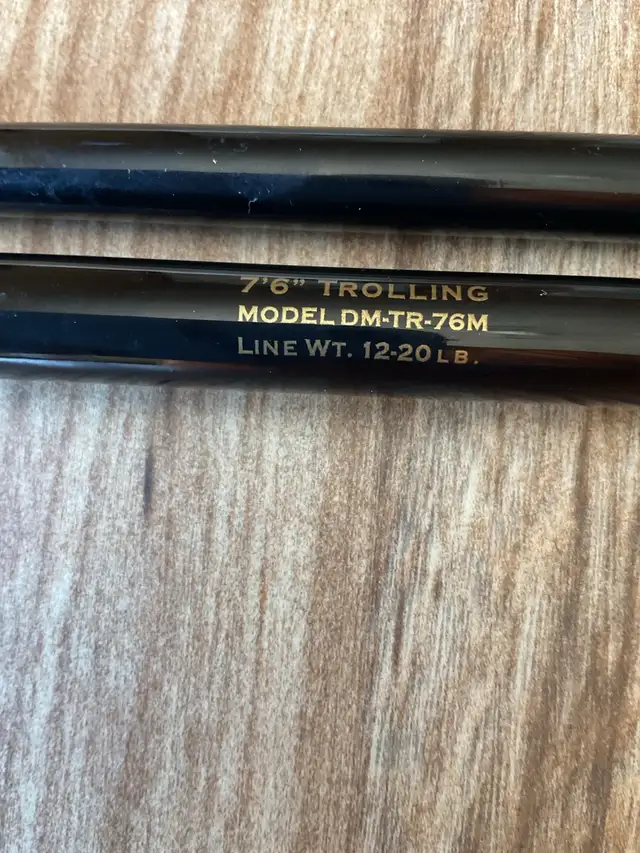 7'6" TROLLING
MODEL DM-TR-76M
LINE WT. 12-20 LB.